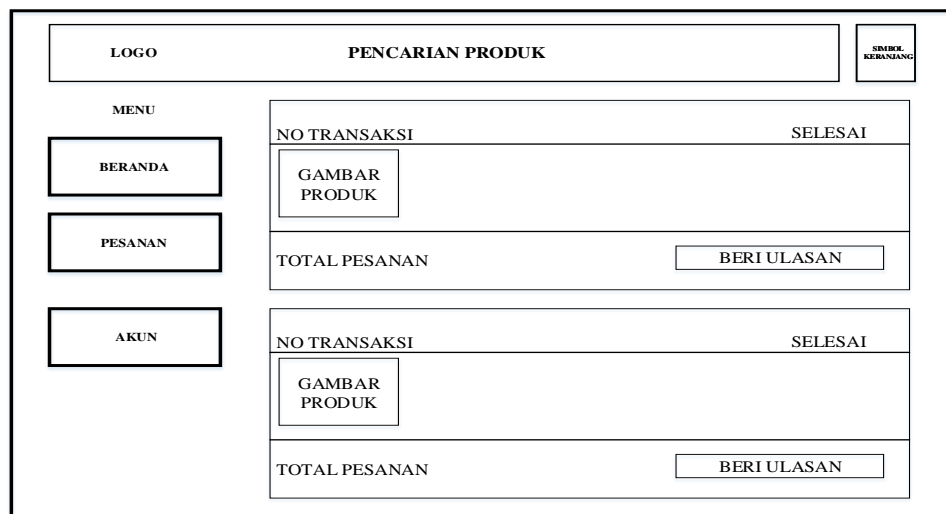 LOGO PENCARIAN PRODUK
SIMBOL
KERANJANG
MENU
BERANDA
PESANAN
AKUN
NO TRANSAKSI SELESAI
GAMBAR
PRODUK
TOTAL PESANAN BERI ULASAN
NO TRANSAKSI SELESAI
GAMBAR
PRODUK
TOTAL PESANAN BERI ULASAN